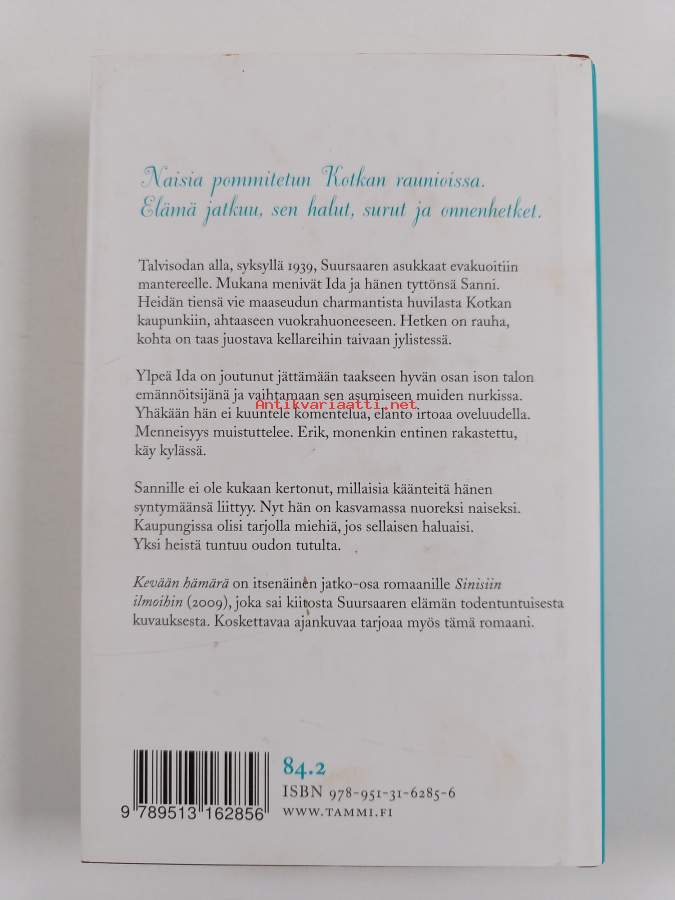 Naisia pommitetun Kotkan raunioissa.
Elämä jatkuu, sen halut, surut ja onnenhetket.
Talvisodan alla, syksyllä 1939, Suursaaren asukkaat evakuoitiin
mantereelle. Mukana menivät Ida ja hänen tyttönsä Sanni.
Heidän tiensä vie maaseudun charmantista huvilasta Kotkan
kaupunkiin, ahtaaseen vuokrahuoneeseen. Hetken on rauha,
kohta on taas juostava kellareihin taivaan jylistessä.
Ylpeä Ida on joutunut jättämään taakseen hyvän osan ison talon
emännöitsijänä ja vaihtamaan sen asumiseen muiden nurkissa.
Antikvariaatti.net
Yhäkään hän ei kuuntele komentelua, elanto irtoaa oveluudella.
Menneisyys muistuttelee. Erik, monenkin entinen rakastettu,
käy kylässä.
Sannille ei ole kukaan kertonut, millaisia käänteitä hänen
syntymäänsä liittyy. Nyt hän on kasvamassa nuoreksi naiseksi.
Kaupungissa olisi tarjolla miehiä, jos sellaisen haluaisi.
Yksi heistä tuntuu oudon tutulta.
Kevään hämärä on itsenäinen jatko-osa romaanille Sinisiin
ilmoihin (2009), joka sai kiitosta Suursaaren elämän todentuntuisesta
kuvauksesta. Koskettavaa ajankuvaa tarjoaa myös tämä romaani.
84.2
ISBN 978-951-31-6285-6
WWW.TAMMI.FI
9 789513 162856